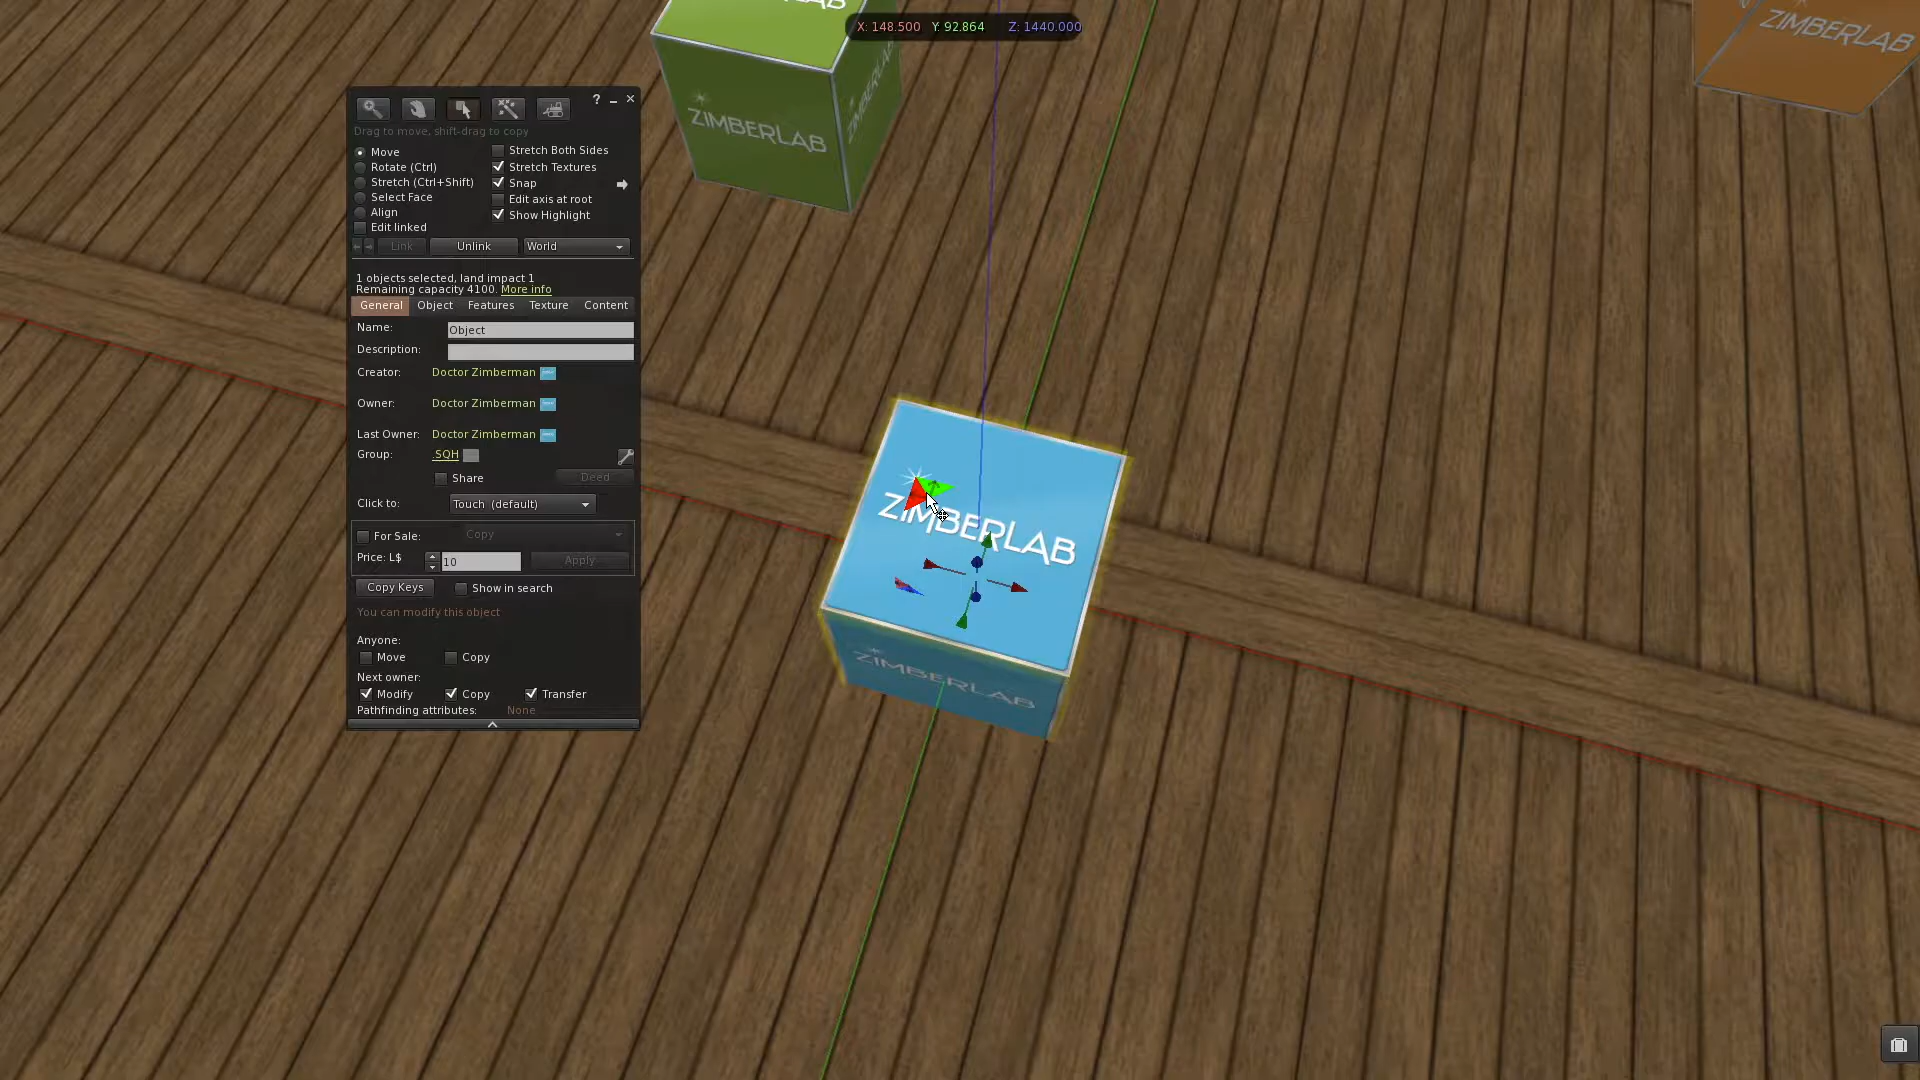 X: 148.500 Y: 92.864 Z: 1440.000
ZIMBERLAB
ZIMBERLAB
ZIMBERLAB
? _ ×
Drag to move, shift-drag to copy
Move
Rotate (Ctrl)
Stretch (Ctrl+Shift)
Select Face
Align
Edit linked
Stretch Both Sides
Stretch Textures
Snap
Edit axis at root
Show Highlight
Link Unlink World
1 objects selected, land impact 1
Remaining capacity 4100. More info
General Object Features Texture Content
Name: Object
Description:
Creator: Doctor Zimberman
Owner: Doctor Zimberman
Last Owner: Doctor Zimberman
Group: .SQH
Share Deed
Click to: Touch (default)
For Sale: Copy
Price: L$ 10 Apply
Copy Keys Show in search
You can modify this object
Anyone:
Move Copy
Next owner:
Modify Copy Transfer
Pathfinding attributes: None
ZIMBERLAB
ZIMBERLAB